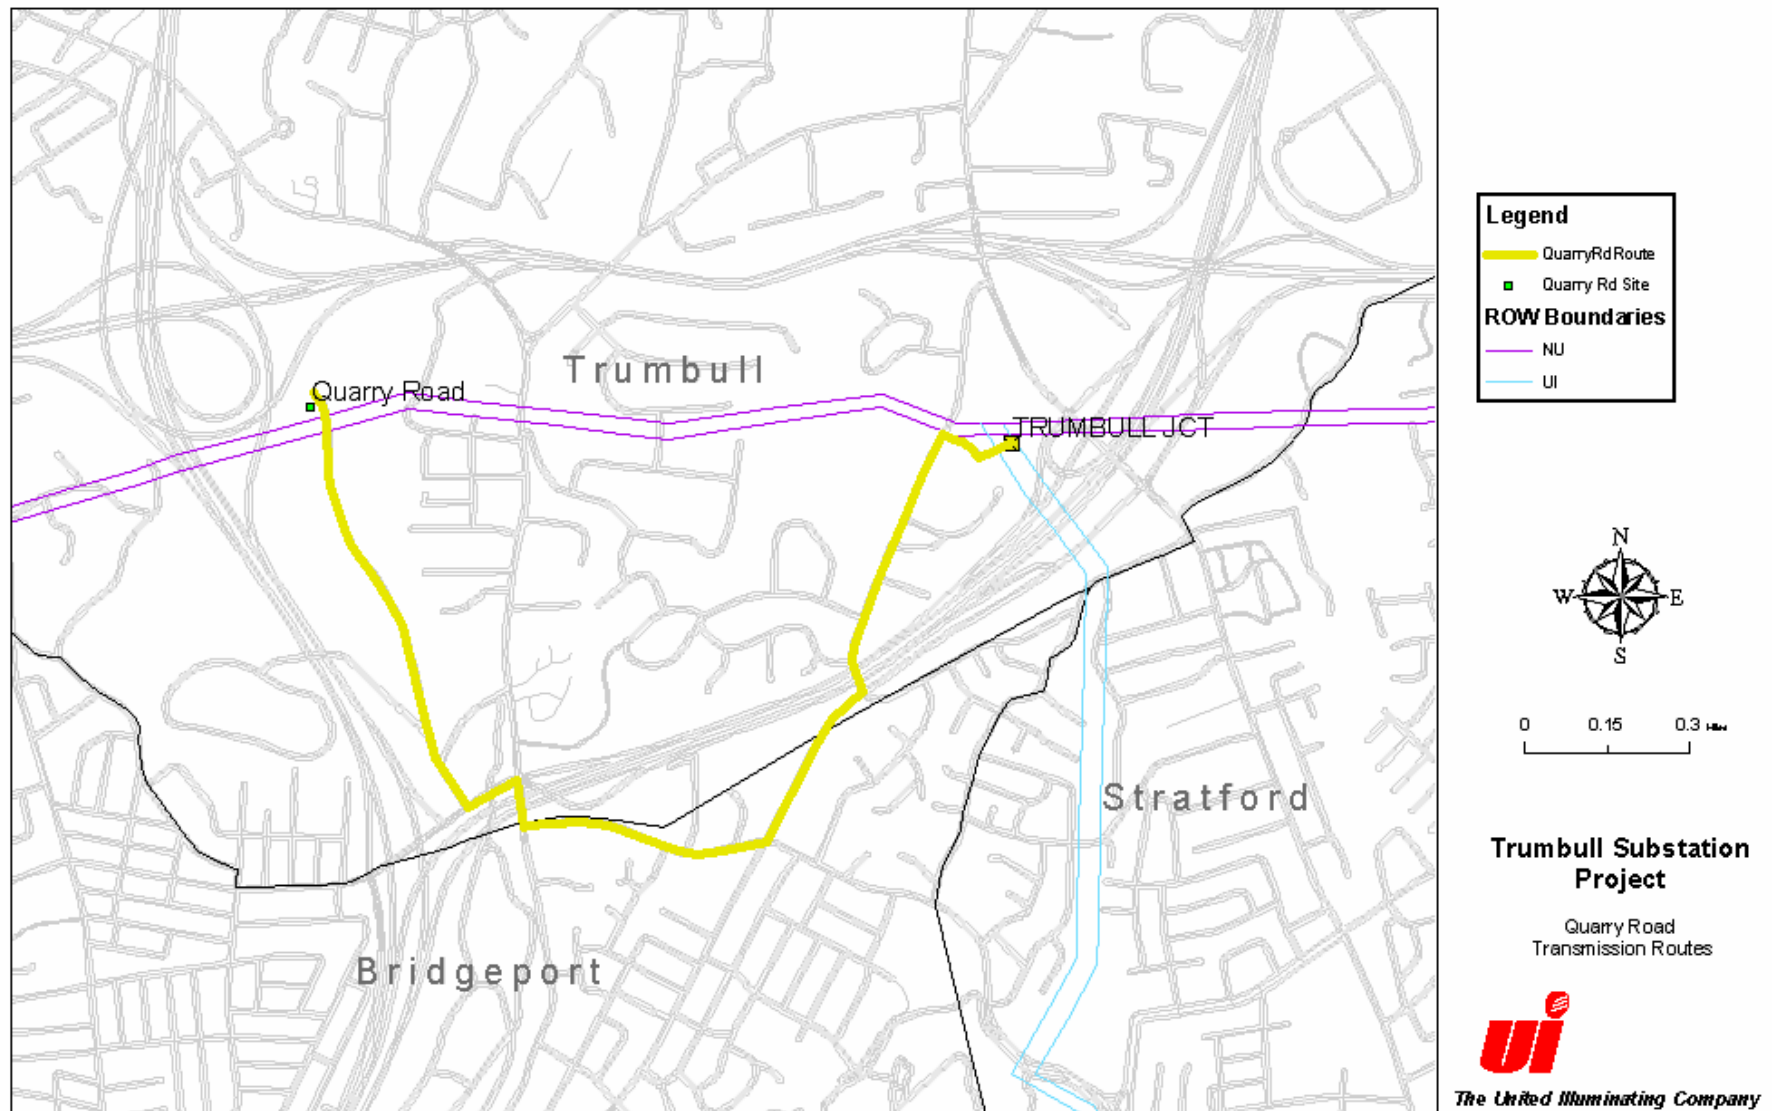 Quarry Road
Trumbull
TRUMBULL JCT
Stratford
Bridgeport
Legend
QuarryRdRoute
Quarry Rd Site
ROW Boundaries
NU
UI
N
W E
S
0 0.15 0.3
Trumbull Substation
Project
Quarry Road
Transmission Routes
ui
The United Illuminating Company